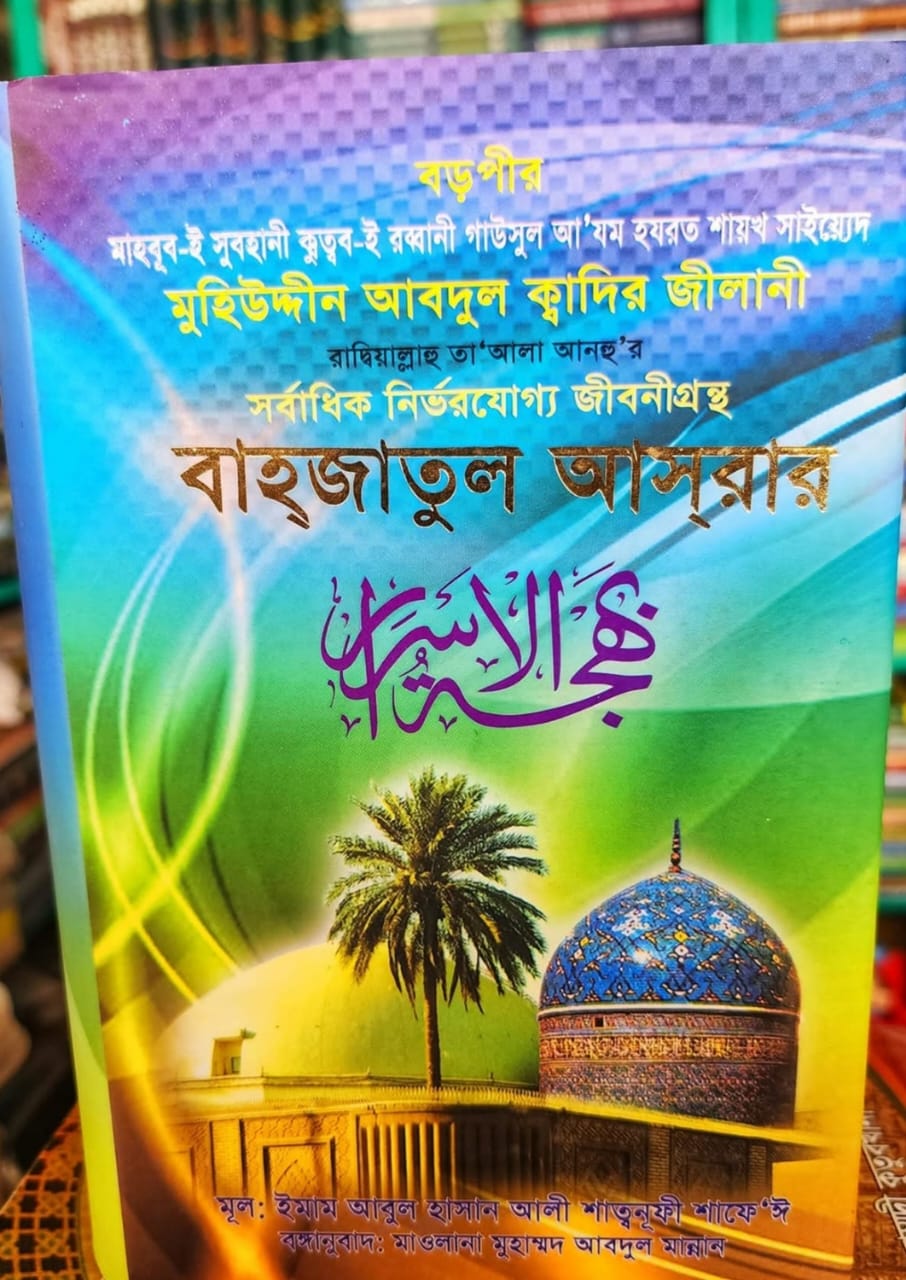 বড়পীর
মাহবূব-ই সুবহানী কুত্বব-ই রব্বানী গাউসুল আ'যম হযরত শায়খ সাইয়্যেদ
মুহিউদ্দীন আবদুল ক্বাদির জীলানী
রাদ্বিয়াল্লাহু তা'আলা আনহু'র
সর্বাধিক নির্ভরযোগ্য জীবনীগ্রন্থ
বাহ্জাতুল আস্রার
بهجة الاسرار
মূল: ইমাম আবুল হাসান আলী শাত্বনূফী শাফে'ঈ
বঙ্গানুবাদ: মাওলানা মুহাম্মদ আবদুল মান্নান